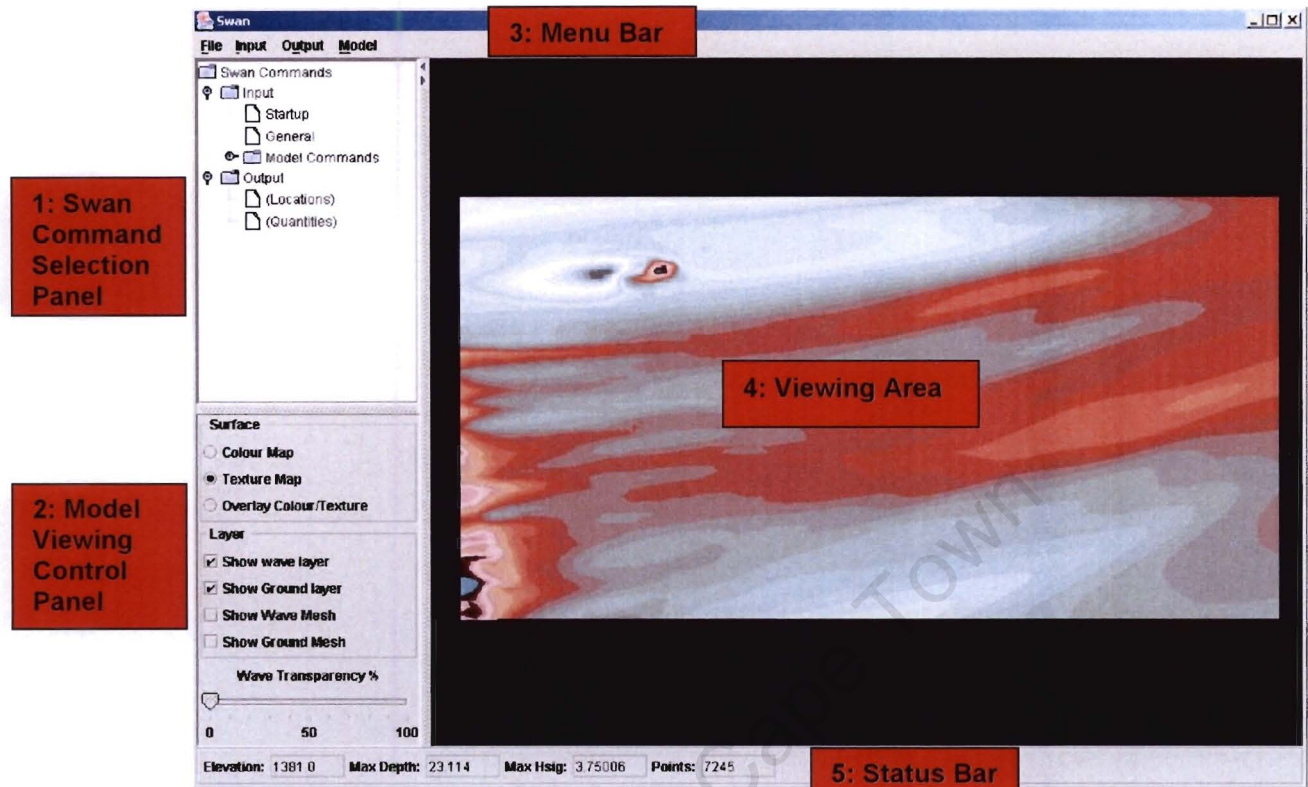 Swan
3: Menu Bar
File Input Output Model
Swan Commands
Input
Startup
General
Model Commands
Output
(Locations)
(Quantities)
1: Swan
Command
Selection
Panel
4: Viewing Area
Surface
Colour Map
Texture Map
Overlay Colour/Texture
2: Model
Viewing
Control
Panel
Layer
Show wave layer
Show Ground layer
Show Wave Mesh
Show Ground Mesh
Wave Transparency %
0 50 100
Elevation: 1381.0 Max Depth: 23.114 Max Hsig: 3.75006 Points: 7245
5: Status Bar
Cape Town